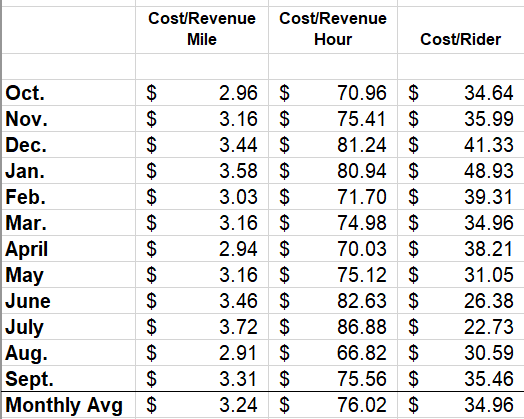 Cost/Revenue Cost/Revenue
Mile Hour Cost/Rider
Oct. $ 2.96 $ 70.96 $ 34.64
Nov. $ 3.16 $ 75.41 $ 35.99
Dec. $ 3.44 $ 81.24 $ 41.33
Jan. $ 3.58 $ 80.94 $ 48.93
Feb. $ 3.03 $ 71.70 $ 39.31
Mar. $ 3.16 $ 74.98 $ 34.96
April $ 2.94 $ 70.03 $ 38.21
May $ 3.16 $ 75.12 $ 31.05
June $ 3.46 $ 82.63 $ 26.38
July $ 3.72 $ 86.88 $ 22.73
Aug. $ 2.91 $ 66.82 $ 30.59
Sept. $ 3.31 $ 75.56 $ 35.46
Monthly Avg $ 3.24 $ 76.02 $ 34.96